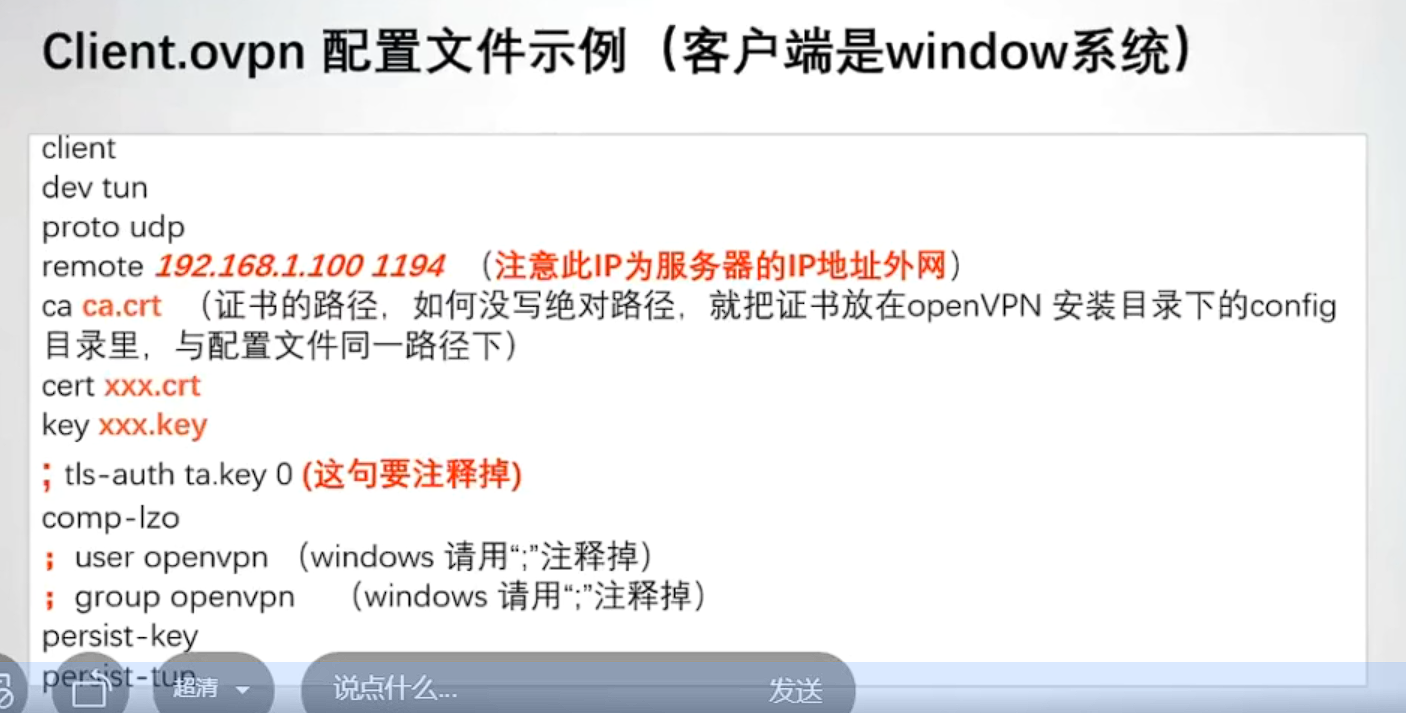 Client.ovpn 配置文件示例（客户端是window系统）
client
dev tun
proto udp
remote 192.168.1.100 1194 （注意此IP为服务器的IP地址外网）
ca ca.crt （证书的路径，如何没写绝对路径，就把证书放在openVPN 安装目录下的config
目录里，与配置文件同一路径下）
cert xxx.crt
key xxx.key
; tls-auth ta.key 0 (这句要注释掉)
comp-lzo
; user openvpn （windows 请用“;”注释掉）
; group openvpn （windows 请用“;”注释掉）
persist-key
persist-tun
超清 说点什么... 发送